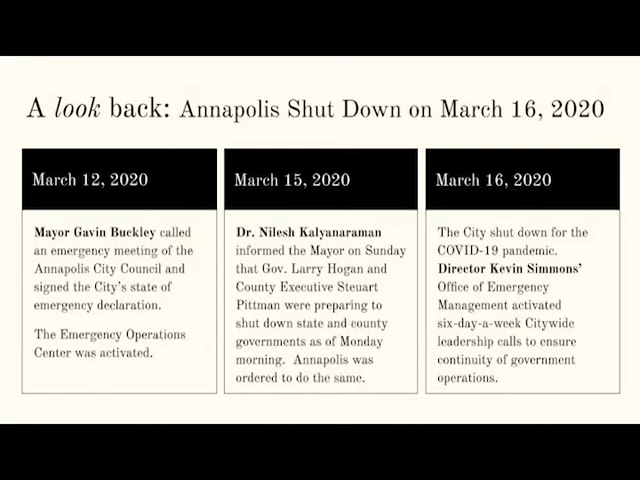 A look back: Annapolis Shut Down on March 16, 2020
March 12, 2020
Mayor Gavin Buckley called
an emergency meeting of the
Annapolis City Council and
signed the City's state of
emergency declaration.
The Emergency Operations
Center was activated.
March 15, 2020
Dr. Nilesh Kalyanaraman
informed the Mayor on Sunday
that Gov. Larry Hogan and
County Executive Steuart
Pittman were preparing to
shut down state and county
governments as of Monday
morning. Annapolis was
ordered to do the same.
March 16, 2020
The City shut down for the
COVID-19 pandemic.
Director Kevin Simmons'
Office of Emergency
Management activated
six-day-a-week Citywide
leadership calls to ensure
continuity of government
operations.